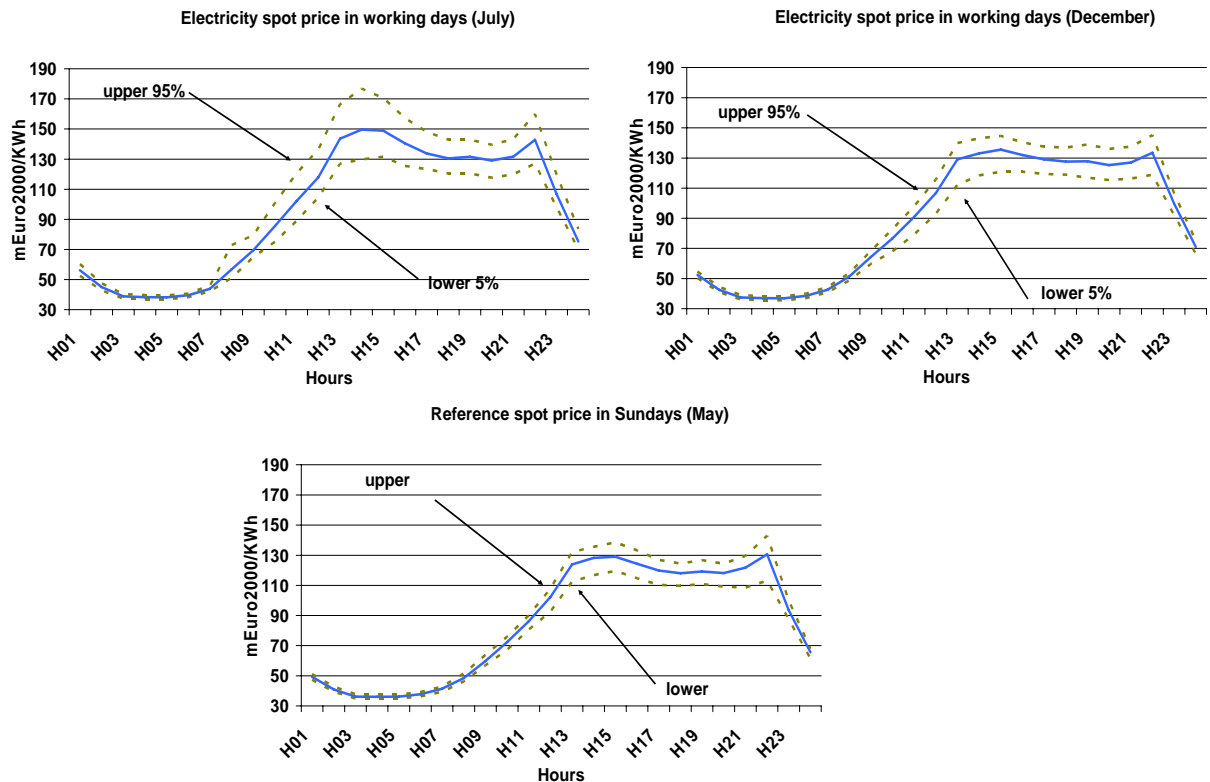 Electricity spot price in working days (July)
mEuro2000/KWh
190
170
150
130
110
90
70
50
30
upper 95%
lower 5%
H01
H03
H05
H07
H09
H11
H13
H15
H17
H19
H21
H23
Hours
Electricity spot price in working days (December)
mEuro2000/KWh
190
170
150
130
110
90
70
50
30
upper 95%
lower 5%
H01
H03
H05
H07
H09
H11
H13
H15
H17
H19
H21
H23
Hours
Reference spot price in Sundays (May)
mEuro2000/KWh
190
170
150
130
110
90
70
50
30
upper
lower
H01
H03
H05
H07
H09
H11
H13
H15
H17
H19
H21
H23
Hours